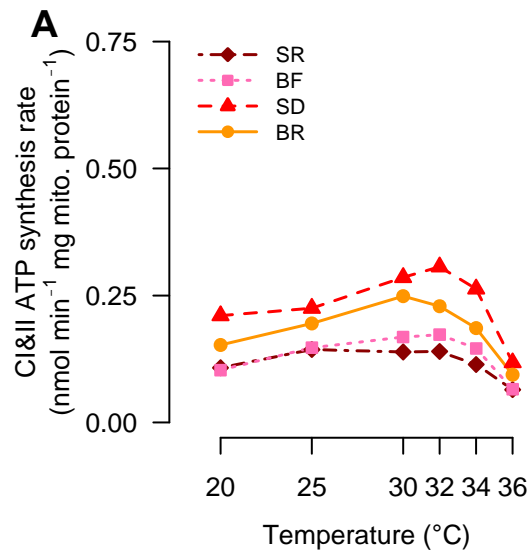 A
CI&II ATP synthesis rate
(nmol min⁻¹ mg mito. protein⁻¹)
0.75
0.50
0.25
0.00
SR
BF
SD
BR
20 25 30 32 34 36
Temperature (°C)